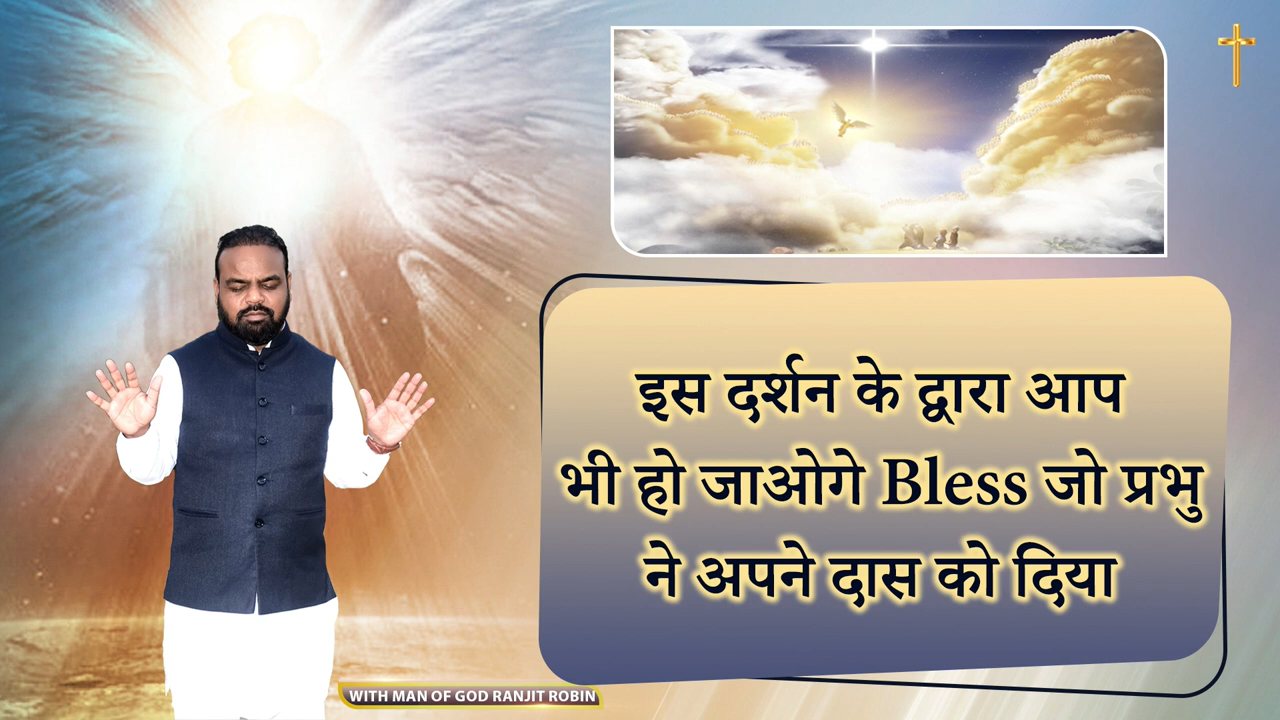 इस दर्शन के द्वारा आप
भी हो जाओगे Bless जो प्रभु
ने अपने दास को दिया
WITH MAN OF GOD RANJIT ROBIN